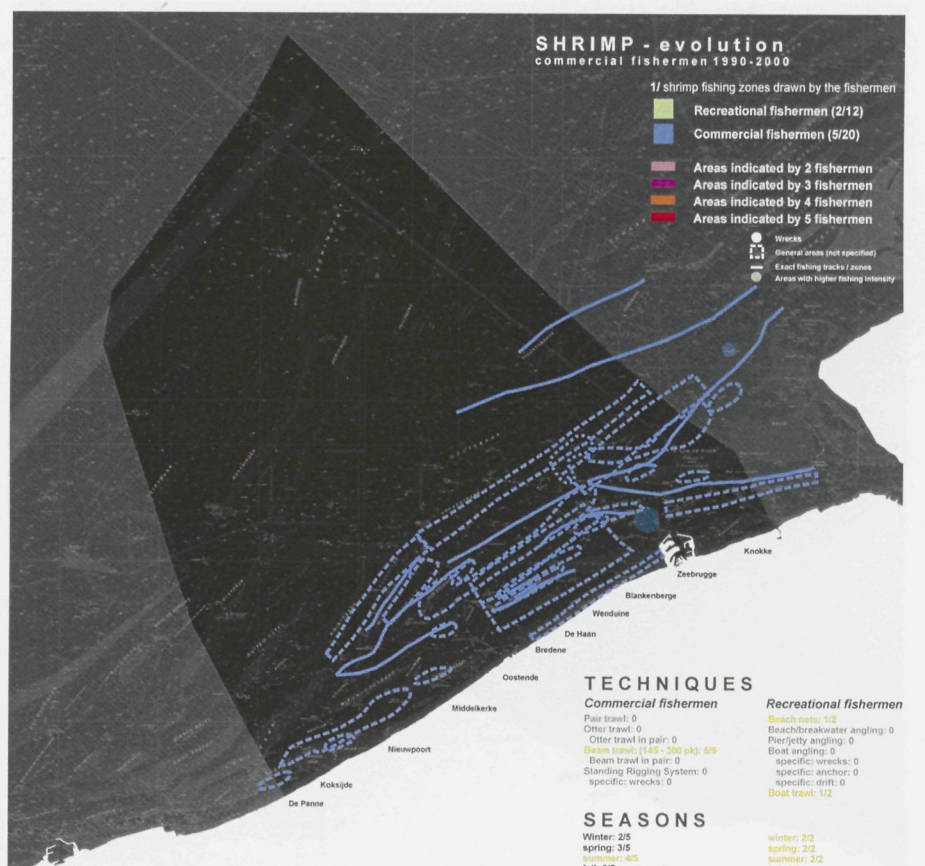 SHRIMP - evolution
commercial fishermen 1990-2000
1/ shrimp fishing zones drawn by the fishermen
Recreational fishermen (2/12)
Commercial fishermen (5/20)
Areas indicated by 2 fishermen
Areas indicated by 3 fishermen
Areas indicated by 4 fishermen
Areas indicated by 5 fishermen
Wrecks
General areas (not specified)
Exact fishing tracks / zones
Areas with higher fishing intensity
Knokke
Zeebrugge
Blankenberge
Wenduine
De Haan
Bredene
Oostende
Middelkerke
Nieuwpoort
Koksijde
De Panne
TECHNIQUES
Commercial fishermen
Pair trawl: 0
Otter trawl: 0
Otter trawl in pair: 0
Beam trawl: (145 - 300 pk): 5/5
Beam trawl in pair: 0
Standing Rigging System: 0
specific: wrecks: 0
Recreational fishermen
Beach nets: 1/2
Beach/breakwater angling: 0
Pier/jetty angling: 0
Boat angling: 0
specific: wrecks: 0
specific: anchor: 0
specific: drift: 0
Boat trawl: 1/2
SEASONS
Winter: 2/5
spring: 3/5
summer: 4/5
winter: 2/2
spring: 2/2
summer: 2/2